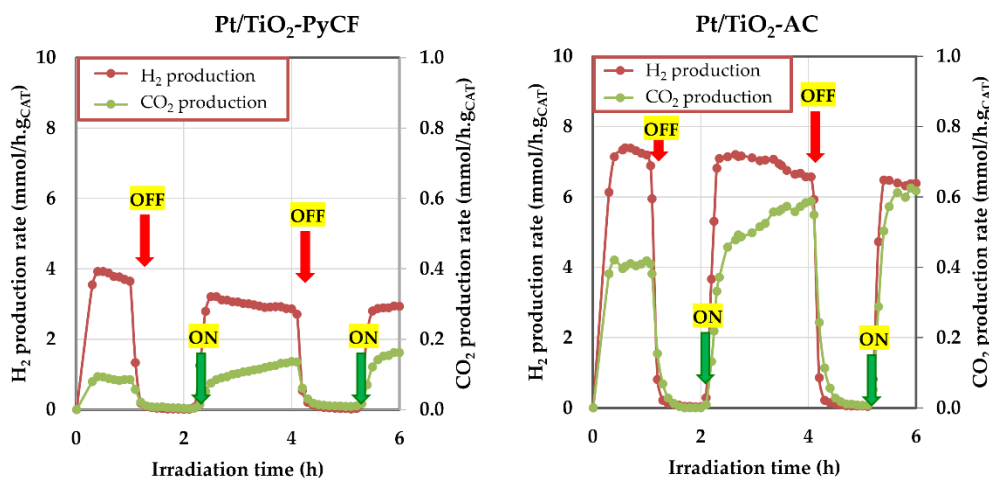 Pt/TiO₂-PyCF
H₂ production rate (mmol/h.gCAT)
10
8
6
4
2
0
H₂ production
CO₂ production
OFF
OFF
ON
ON
1.0
0.8
0.6
0.4
0.2
0.0
CO₂ production rate (mmol/h.gCAT)
0
2
4
6
Irradiation time (h)
Pt/TiO₂-AC
H₂ production rate (mmol/h.gCAT)
10
8
6
4
2
0
H₂ production
CO₂ production
OFF
OFF
ON
ON
1.0
0.8
0.6
0.4
0.2
0.0
CO₂ production rate (mmol/h.gCAT)
0
2
4
6
Irradiation time (h)